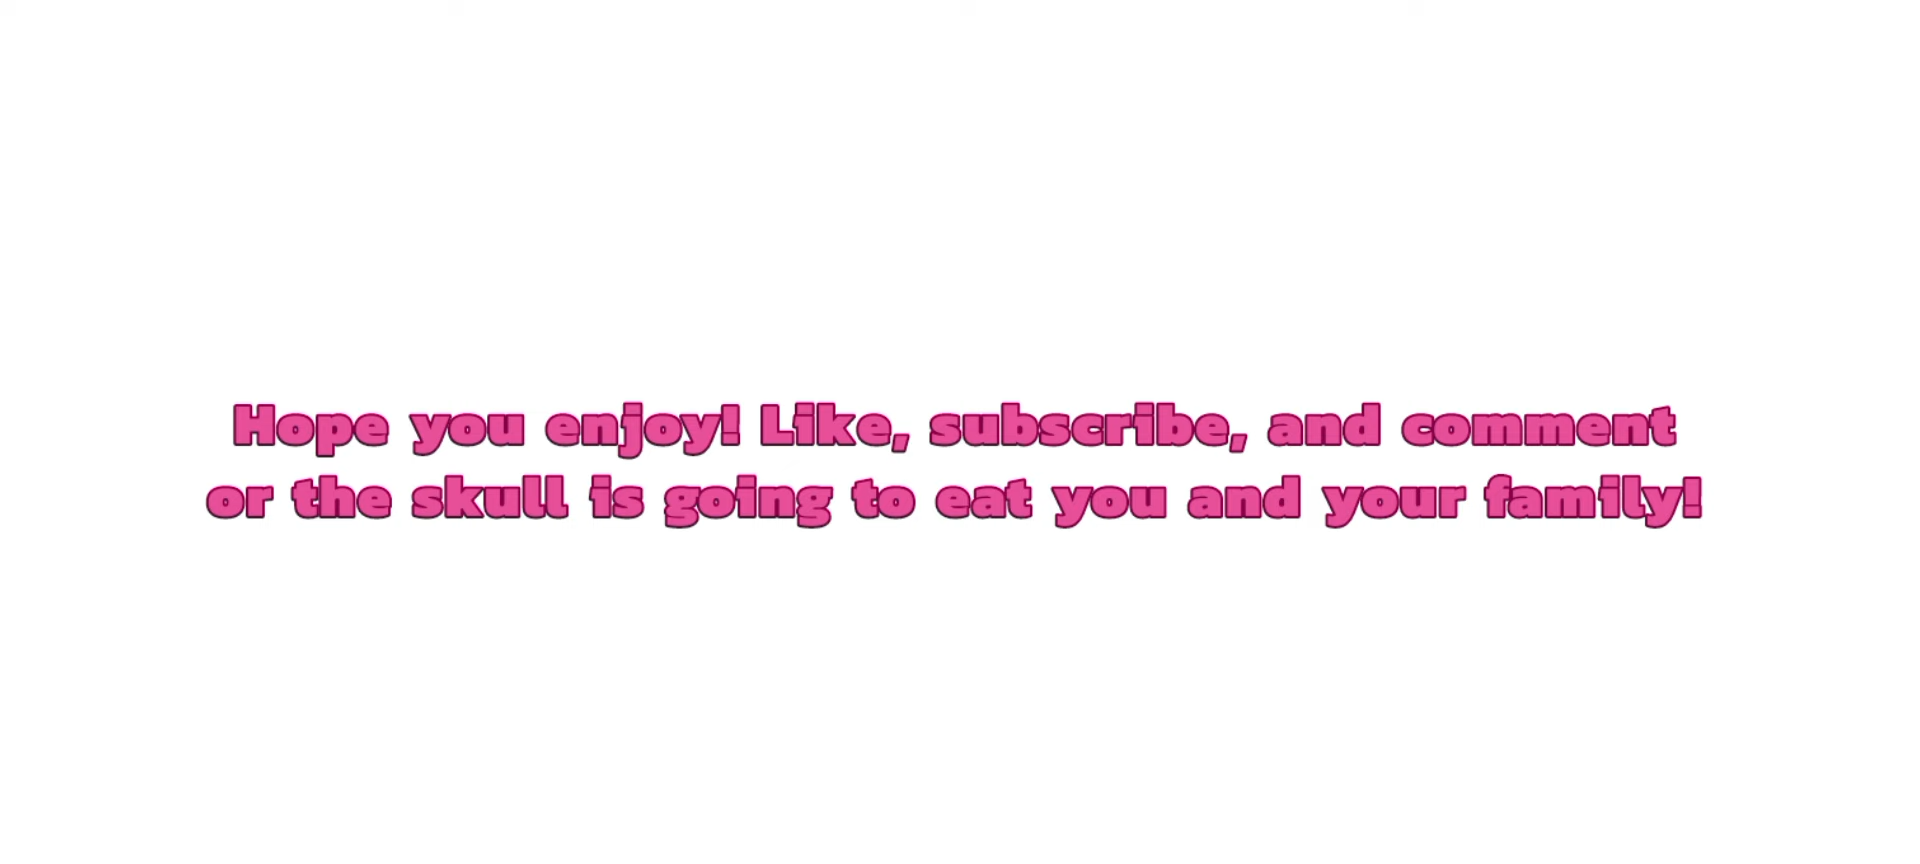 Hope you enjoy! Like, subscribe, and comment
or the skull is going to eat you and your family!